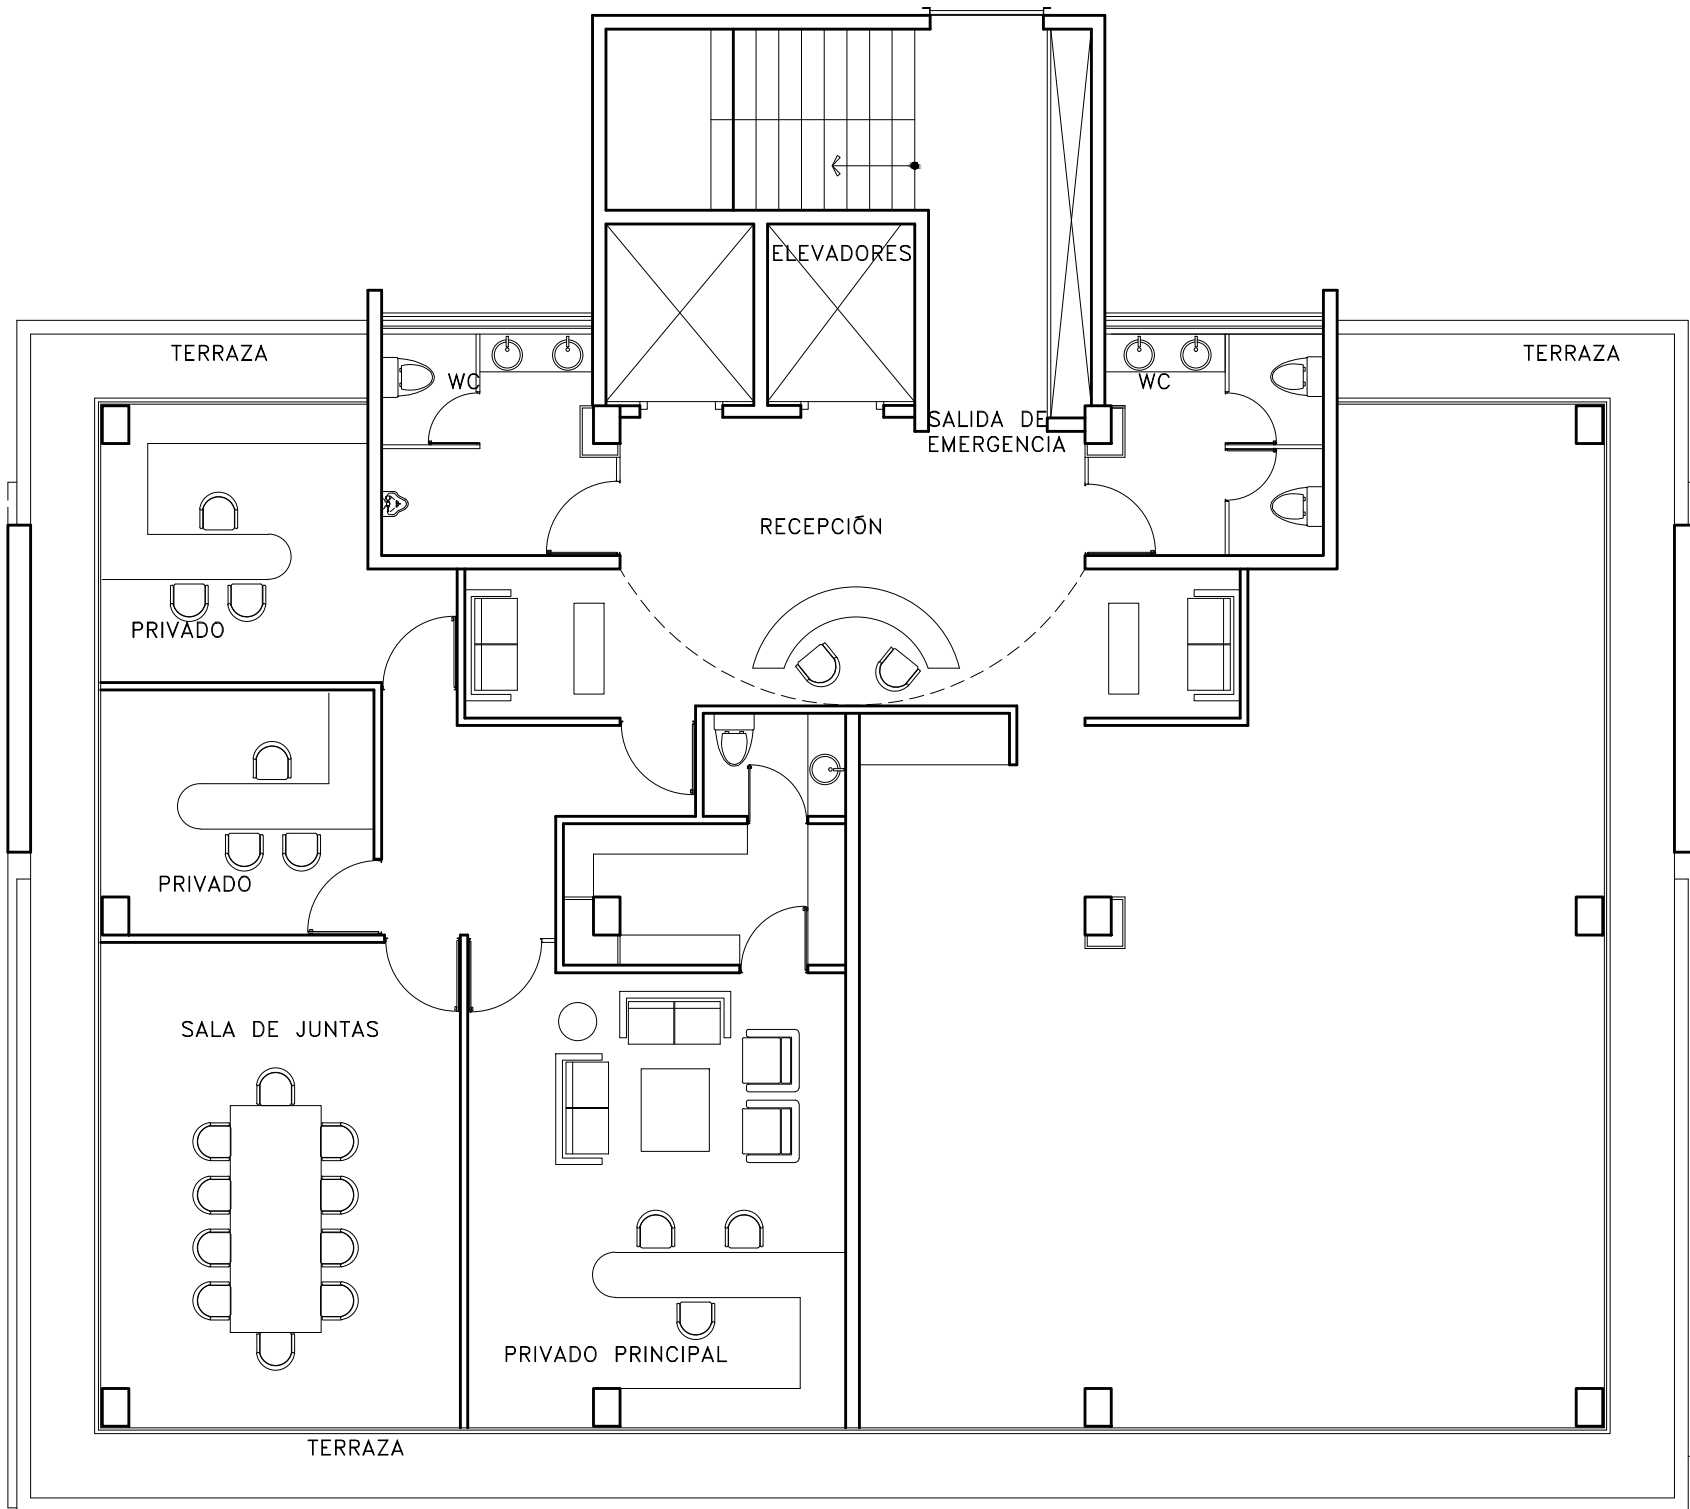 ELEVADORES
TERRAZA
TERRAZA
WC
WC
SALIDA DE
EMERGENCIA
RECEPCIÓN
PRIVADO
PRIVADO
SALA DE JUNTAS
PRIVADO PRINCIPAL
TERRAZA